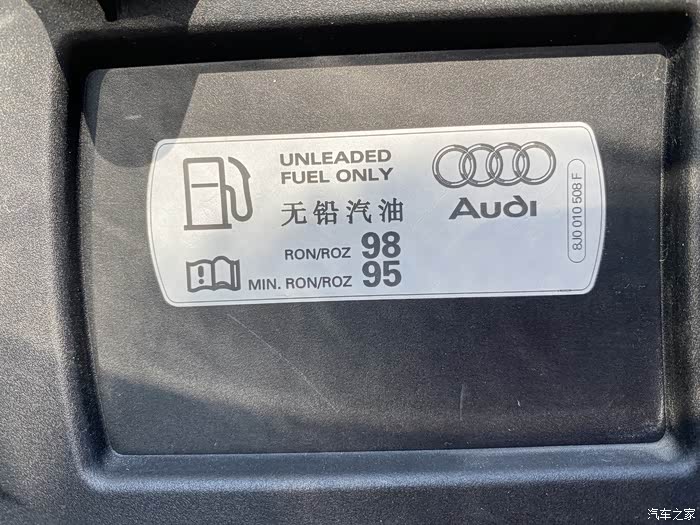 UNLEADED
FUEL ONLY
无铅汽油
RON/ROZ 98
MIN. RON/ROZ 95
Audi
8J0 010 508 F
汽车之家